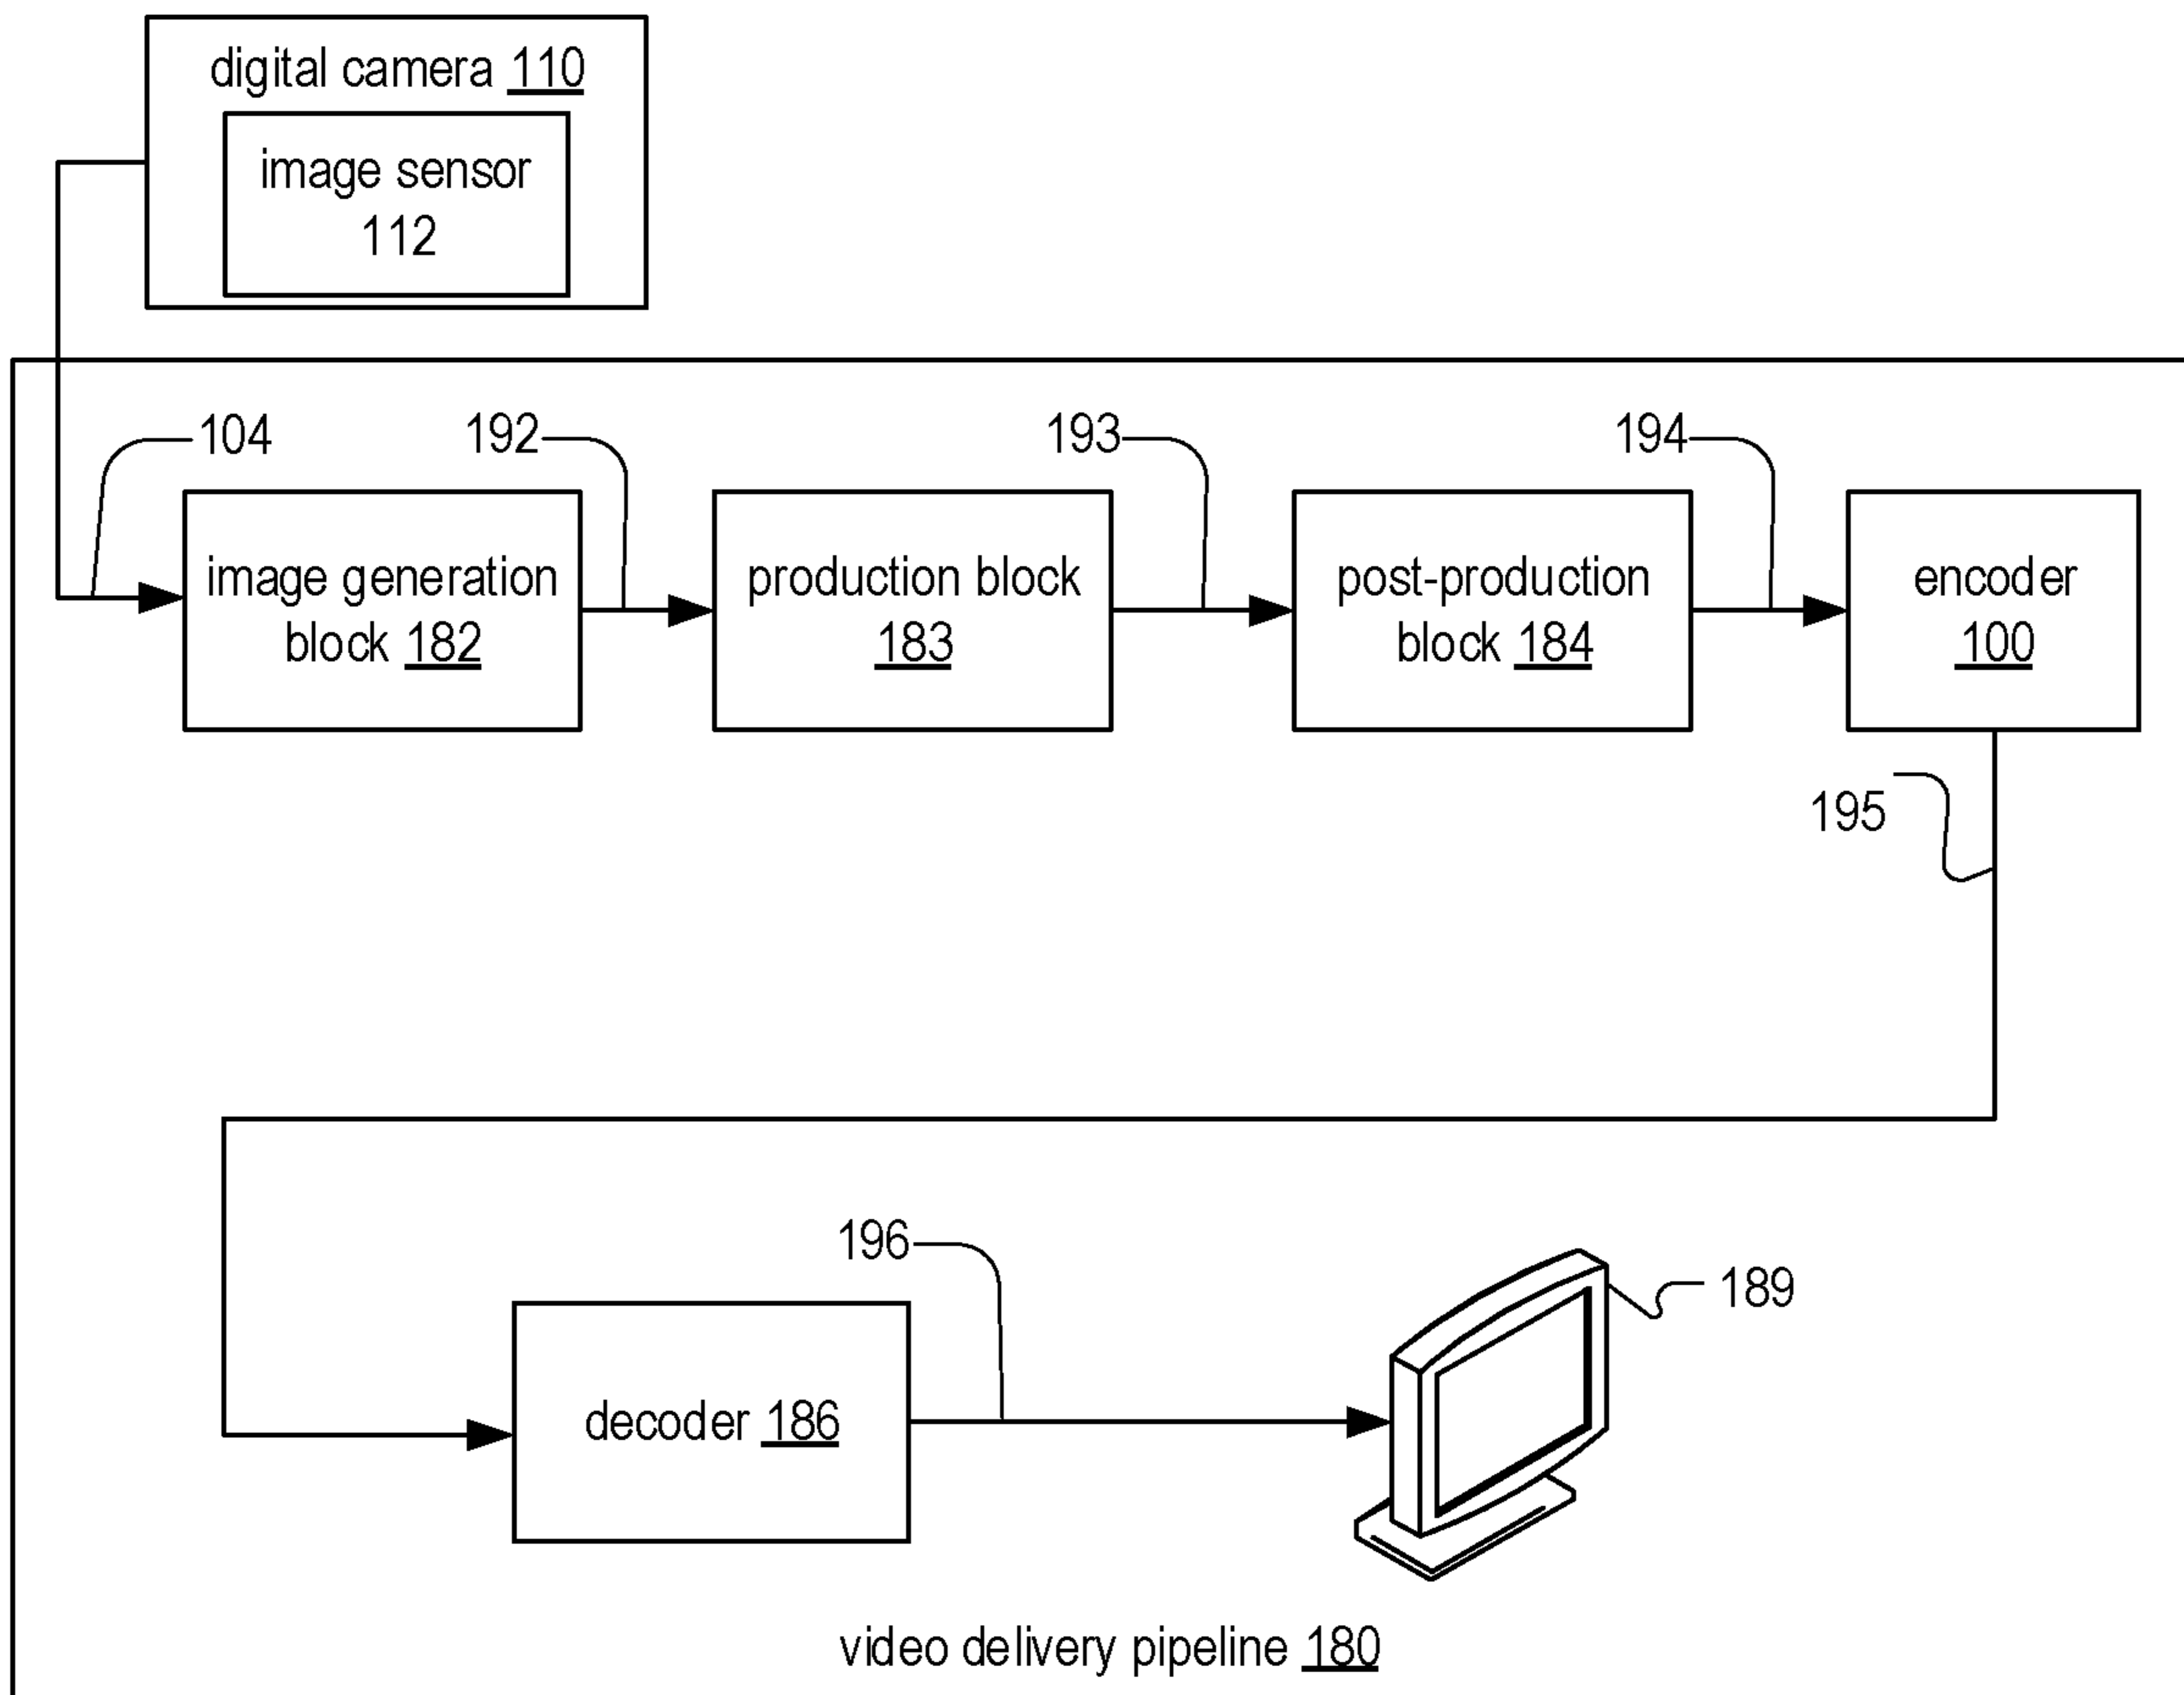 digital camera 110
image sensor
112
104
192
193
194
image generation
block 182
production block
183
post-production
block 184
encoder
100
195
196
189
decoder 186
video delivery pipeline 180